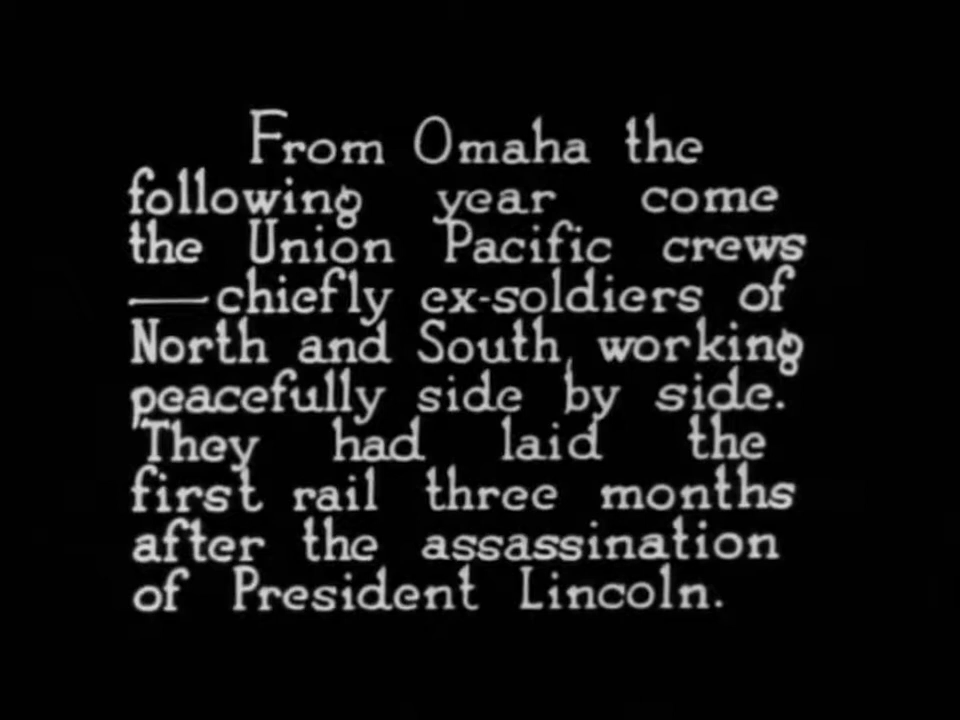 From Omaha the
following year come
the Union Pacific crews
—chiefly ex-soldiers of
North and South, working
peacefully side by side.
They had laid the
first rail three months
after the assassination
of President Lincoln.